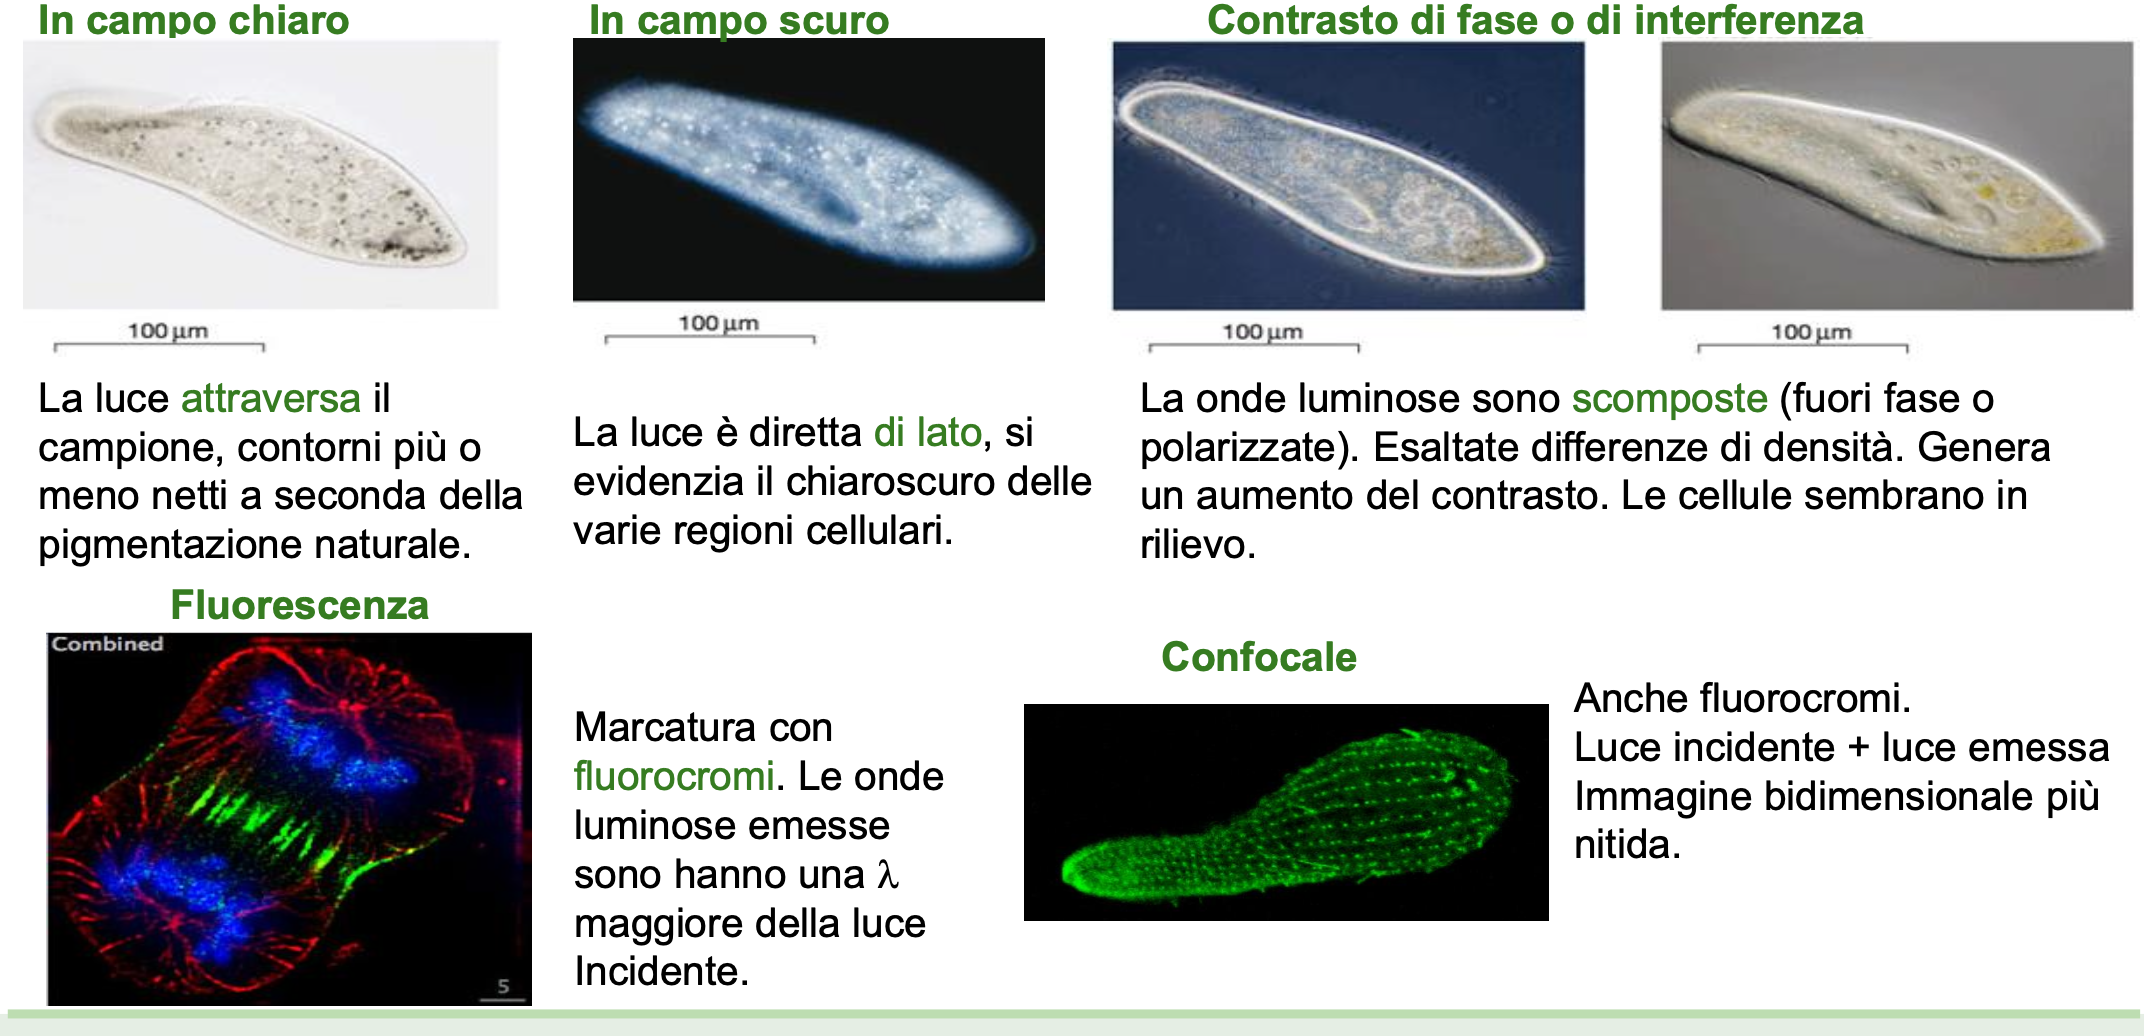 In campo chiaro
In campo scuro
Contrasto di fase o di interferenza
100 µm
100 µm
100 µm
100 µm
La luce attraversa il
campione, contorni più o
meno netti a seconda della
pigmentazione naturale.
La luce è diretta di lato, si
evidenzia il chiaroscuro delle
varie regioni cellulari.
La onde luminose sono scomposte (fuori fase o
polarizzate). Esaltate differenze di densità. Genera
un aumento del contrasto. Le cellule sembrano in
rilievo.
Fluorescenza
Combined
5
Marcatura con
fluorocromi. Le onde
luminose emesse
sono hanno una λ
maggiore della luce
Incidente.
Confocale
Anche fluorocromi.
Luce incidente + luce emessa
Immagine bidimensionale più
nitida.